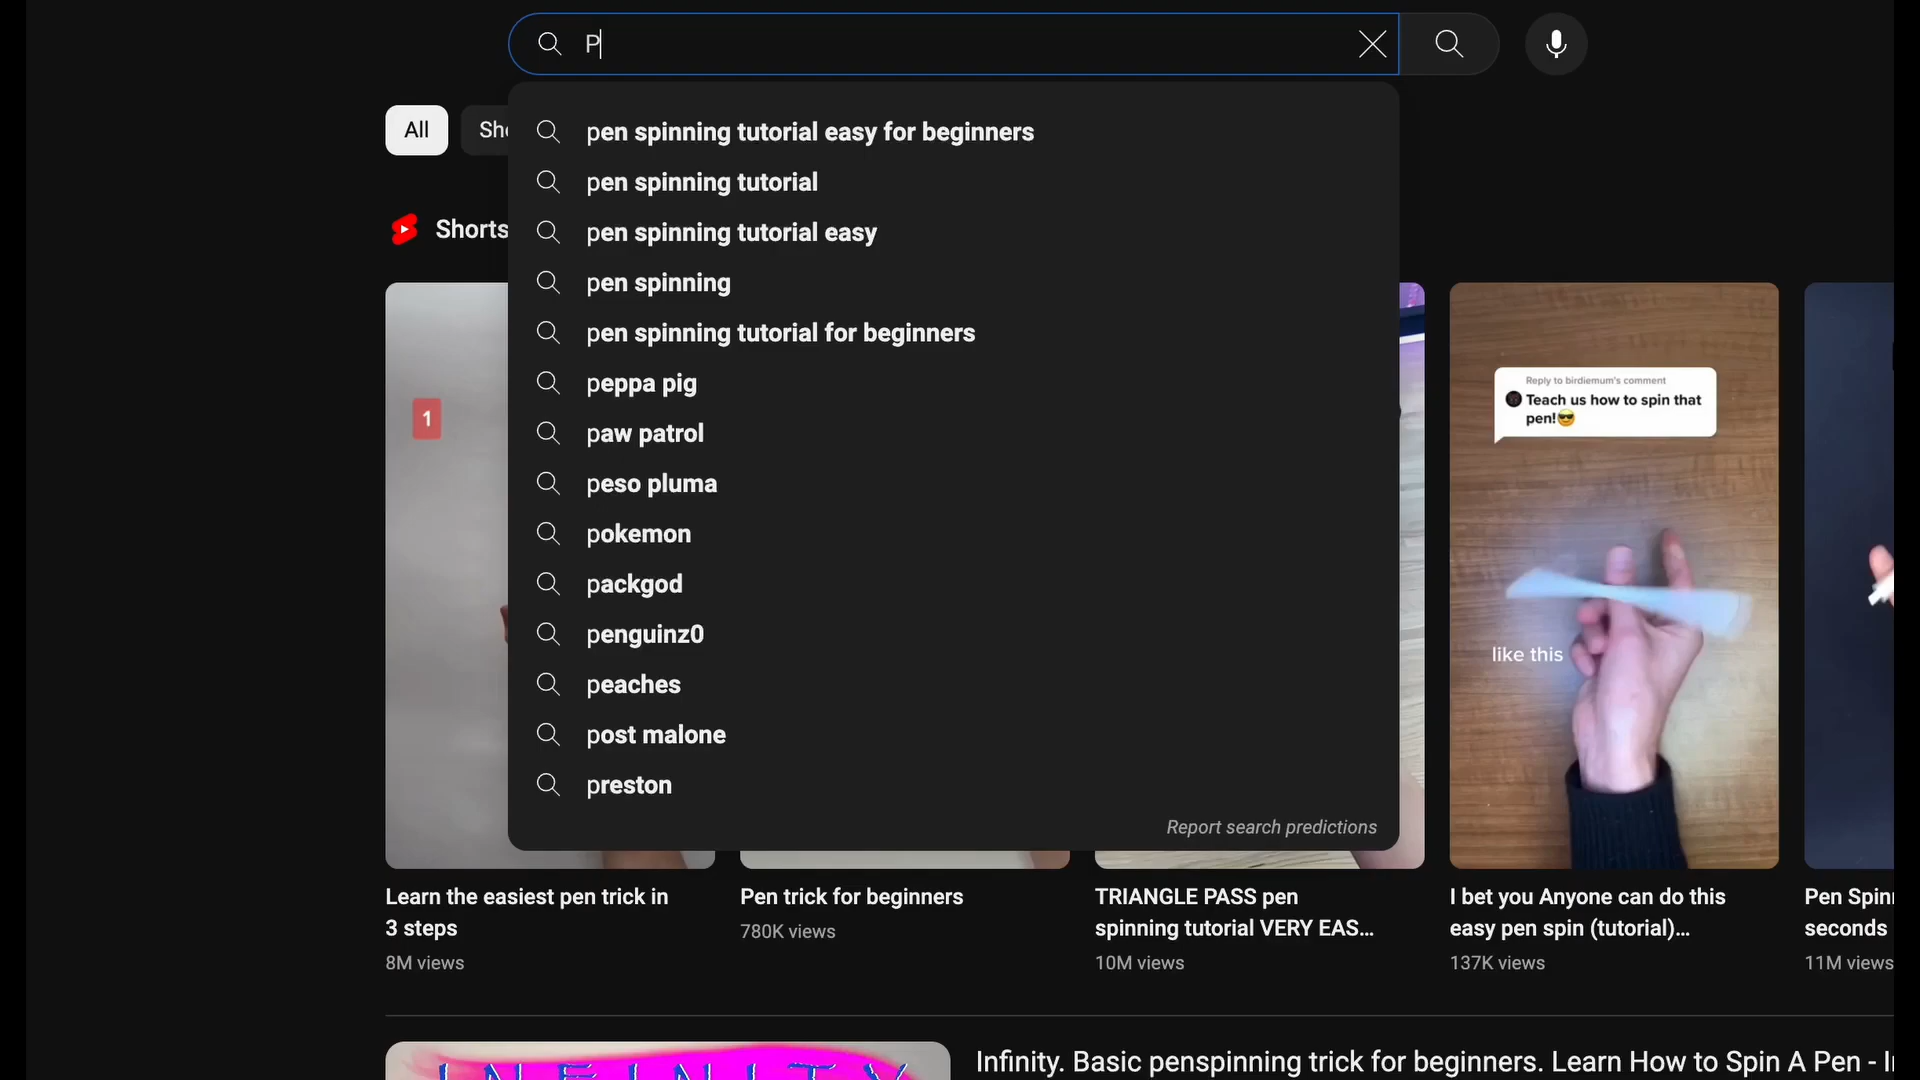 P
All
Sho
pen spinning tutorial easy for beginners
pen spinning tutorial
pen spinning tutorial easy
Shorts
pen spinning
pen spinning tutorial for beginners
peppa pig
paw patrol
peso pluma
pokemon
packgod
penguinz0
peaches
post malone
preston
Report search predictions
1
Reply to birdiemum's comment
Teach us how to spin that
pen!😎
like this
Learn the easiest pen trick in
3 steps
8M views
Pen trick for beginners
780K views
TRIANGLE PASS pen
spinning tutorial VERY EAS...
10M views
I bet you Anyone can do this
easy pen spin (tutorial)...
137K views
Pen Spinn
seconds
11M views
INFINITY
Infinity. Basic penspinning trick for beginners. Learn How to Spin A Pen - In